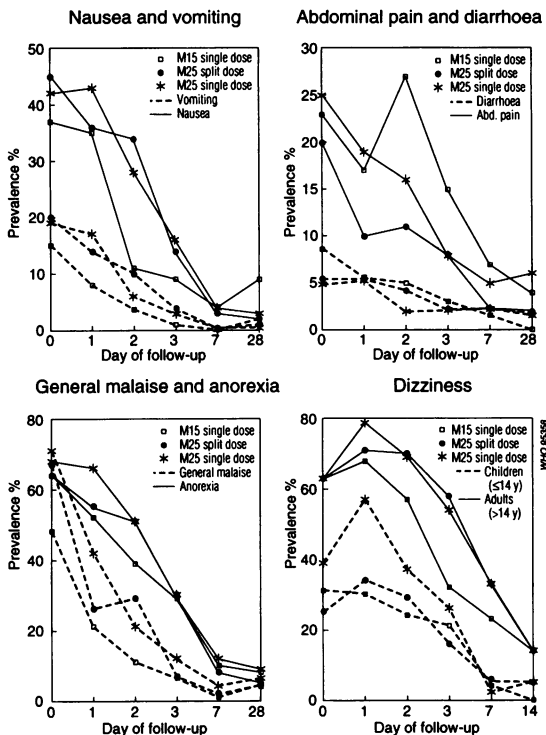 Nausea and vomiting
50
40
30
20
10
0
Prevalence %
M15 single dose
M25 split dose
M25 single dose
Vomiting
Nausea
0 1 2 3 7 28
Day of follow-up
Abdominal pain and diarrhoea
30
25
20
15
10
5
0
Prevalence %
M15 single dose
M25 split dose
M25 single dose
Diarrhoea
Abd. pain
0 1 2 3 7 28
Day of follow-up
General malaise and anorexia
80
60
40
20
0
Prevalence %
M15 single dose
M25 split dose
M25 single dose
General malaise
Anorexia
0 1 2 3 7 28
Day of follow-up
Dizziness
80
60
40
20
0
Prevalence %
M15 single dose
M25 split dose
M25 single dose
Children
(≤14 y)
Adults
(>14 y)
0 1 2 3 7 14
Day of follow-up